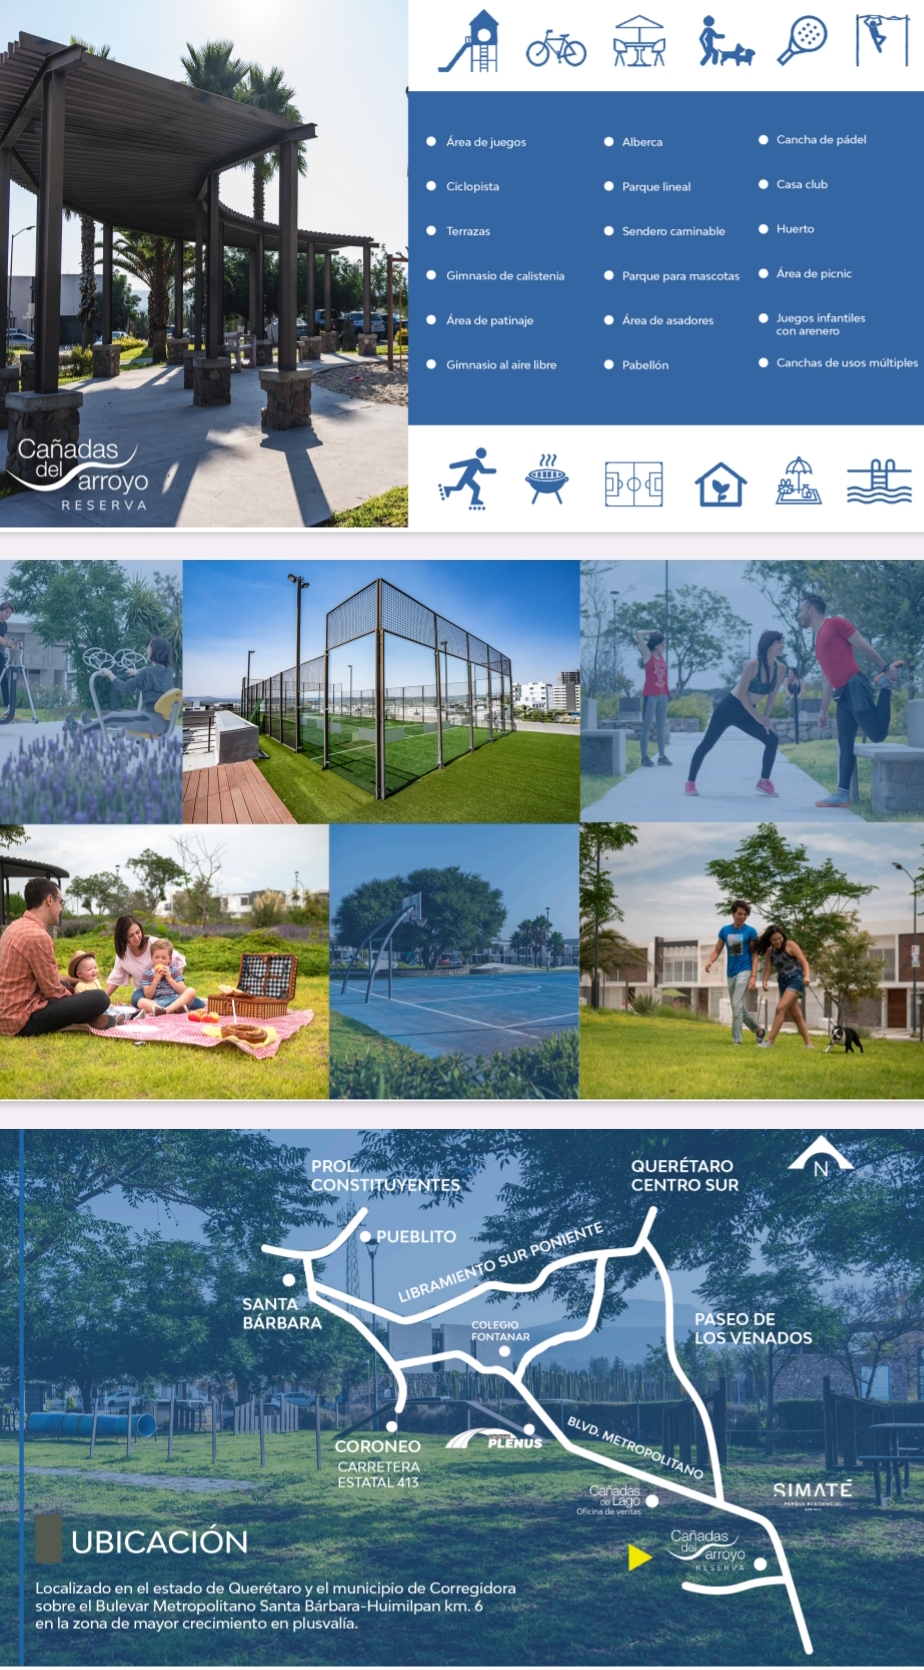 Cañadas
del arroyo
RESERVA
Área de juegos
Ciclopista
Terrazas
Gimnasio de calistenia
Área de patinaje
Gimnasio al aire libre
Alberca
Parque lineal
Sendero caminable
Parque para mascotas
Área de asadores
Pabellón
Cancha de pádel
Casa club
Huerto
Área de picnic
Juegos infantiles
con arenero
Canchas de usos múltiples
PROL.
CONSTITUYENTES
QUERÉTARO
CENTRO SUR
N
PUEBLITO
LIBRAMIENTO SUR PONIENTE
SANTA
BÁRBARA
COLEGIO
FONTANAR
PASEO DE
LOS VENADOS
CORONEO
CARRETERA
ESTATAL 413
PLENUS
BLVD. METROPOLITANO
Cañadas
del Lago
Oficina de ventas
SIMATÉ
PARQUE RESIDENCIAL
Cañadas
del arroyo
RESERVA
UBICACIÓN
Localizado en el estado de Querétaro y el municipio de Corregidora
sobre el Bulevar Metropolitano Santa Bárbara-Huimilpan km. 6
en la zona de mayor crecimiento en plusvalía.